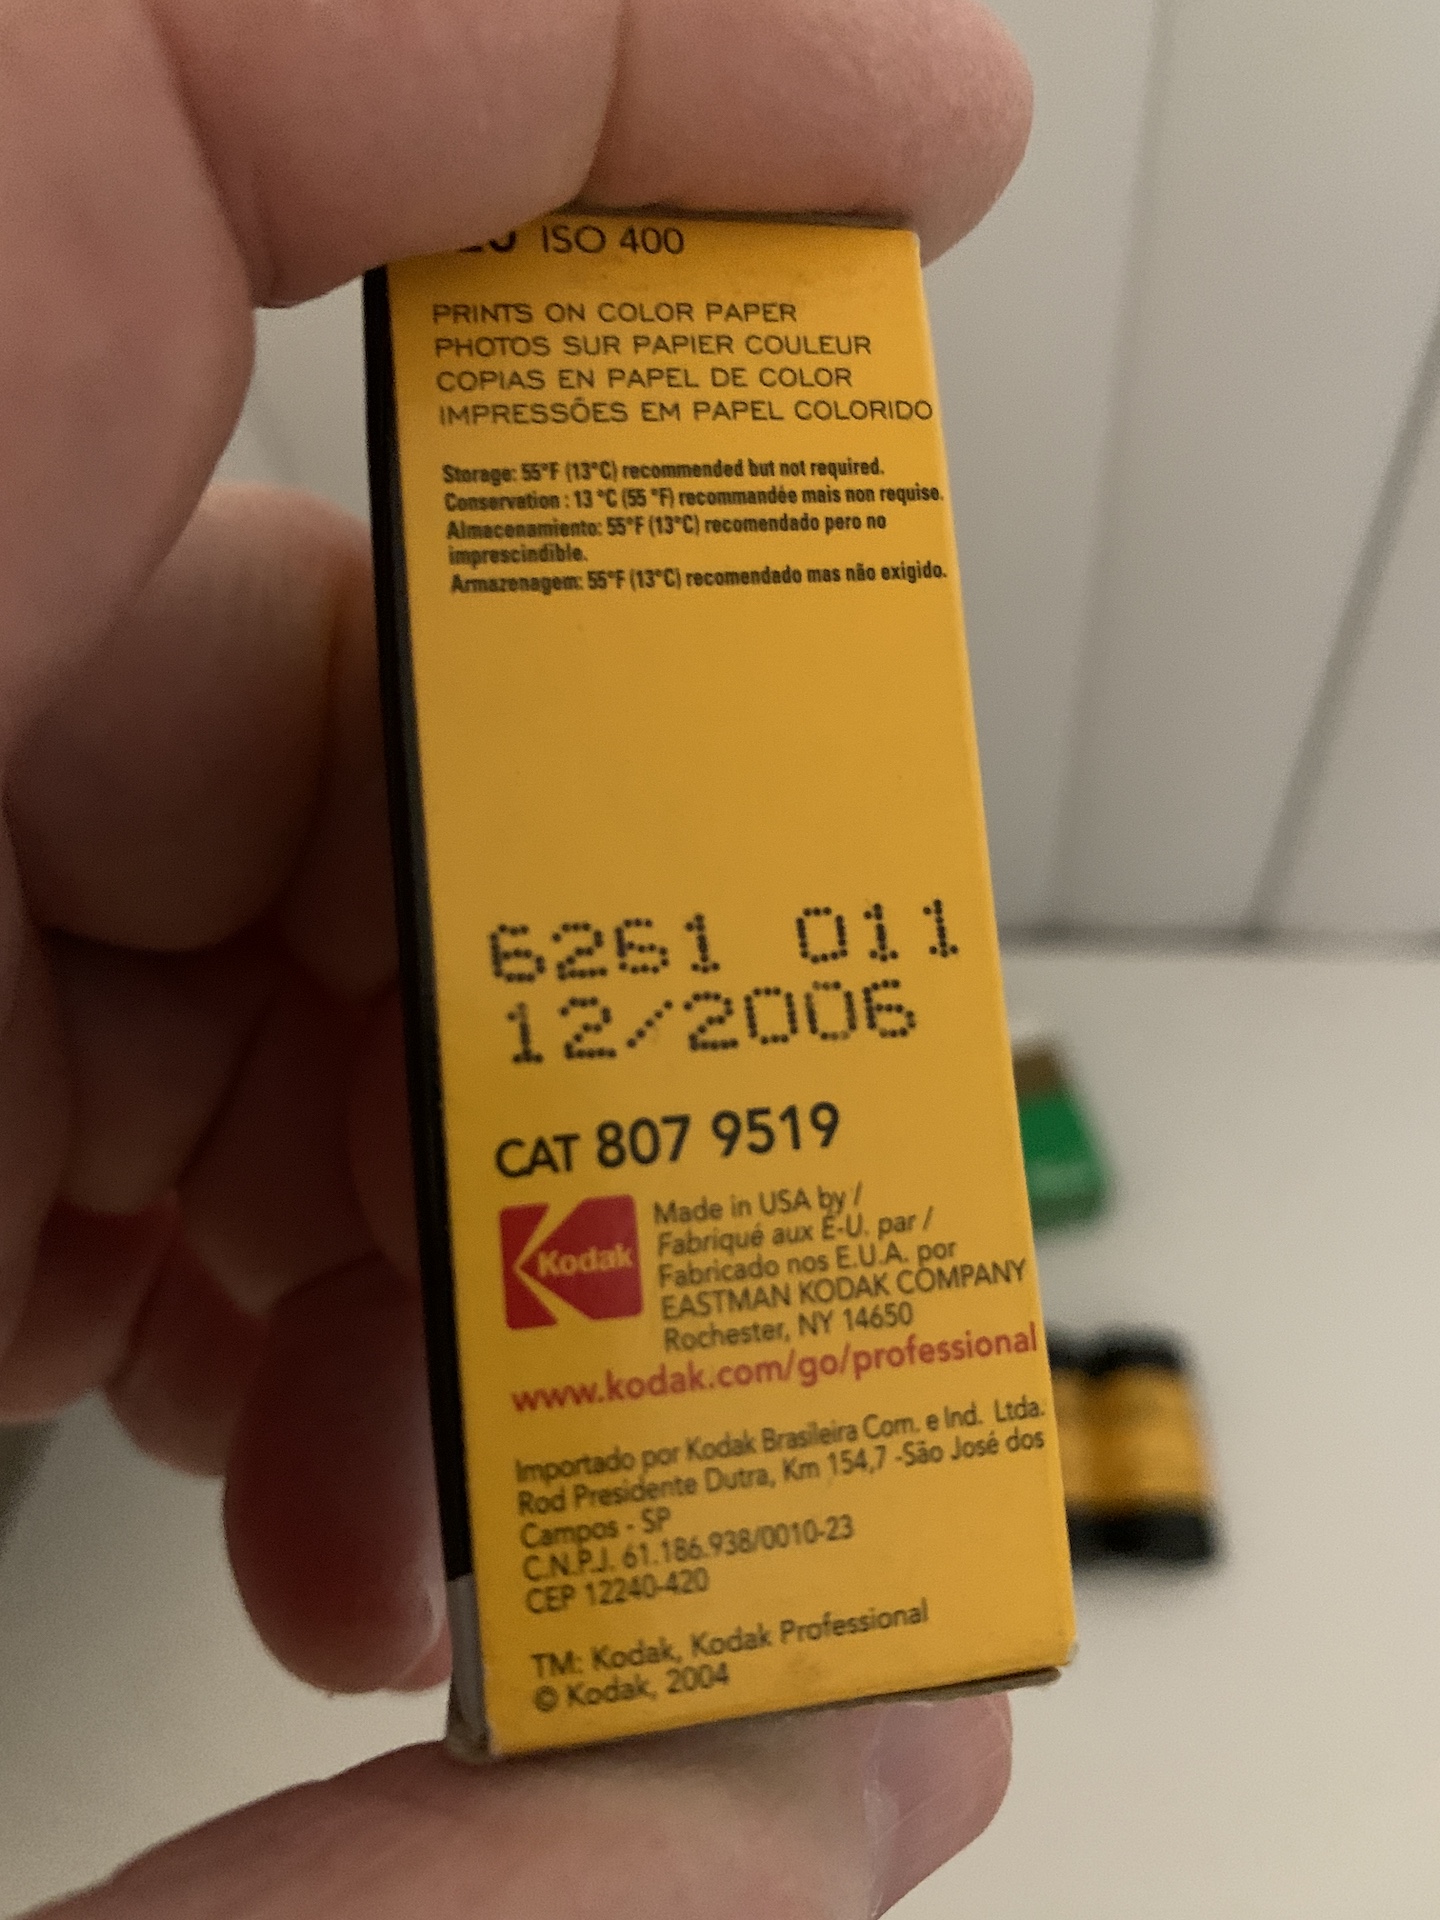 ISO 400
PRINTS ON COLOR PAPER
PHOTOS SUR PAPIER COULEUR
COPIAS EN PAPEL DE COLOR
IMPRESSÕES EM PAPEL COLORIDO
Storage: 55°F (13°C) recommended but not required.
Conservation : 13 °C (55 °F) recommandée mais non requise.
Almacenamiento: 55°F (13°C) recomendado pero no
imprescindible.
Armazenagem: 55°F (13°C) recomendado mas não exigido.
6261 011
12/2006
CAT 807 9519
Kodak
Made in USA by /
Fabriqué aux É-U. par /
Fabricado nos E.U.A. por
EASTMAN KODAK COMPANY
Rochester, NY 14650
www.kodak.com/go/professional
Importado por Kodak Brasileira Com. e Ind. Ltda.
Rod Presidente Dutra, Km 154,7 -São José dos
Campos - SP
C.N.P.J. 61.186.938/0010-23
CEP 12240-420
TM: Kodak, Kodak Professional
© Kodak, 2004